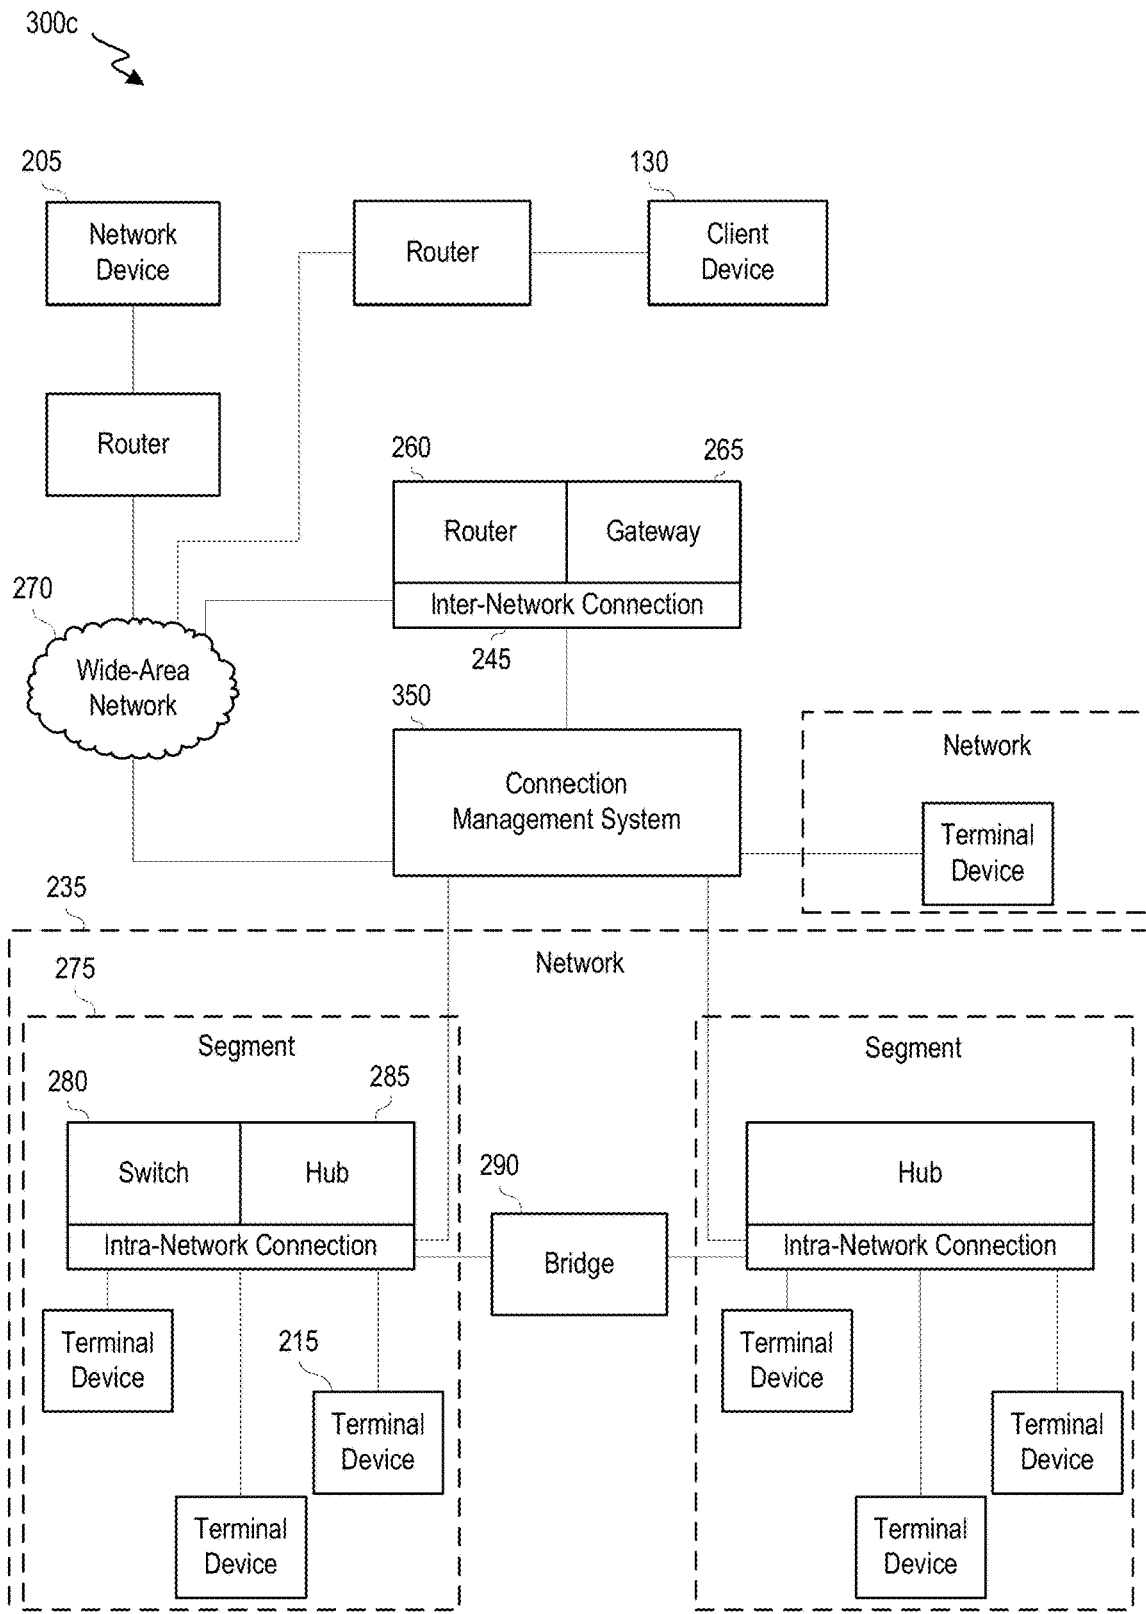 300c
205
130
Network
Device
Router
Client
Device
Router
260
265
Router
Gateway
Inter-Network Connection
245
270
Wide-Area
Network
350
Connection
Management System
Network
Terminal
Device
235
Network
275
Segment
Segment
280
285
Switch
Hub
Intra-Network Connection
290
Bridge
Hub
Intra-Network Connection
Terminal
Device
215
Terminal
Device
Terminal
Device
Terminal
Device
Terminal
Device
Terminal
Device